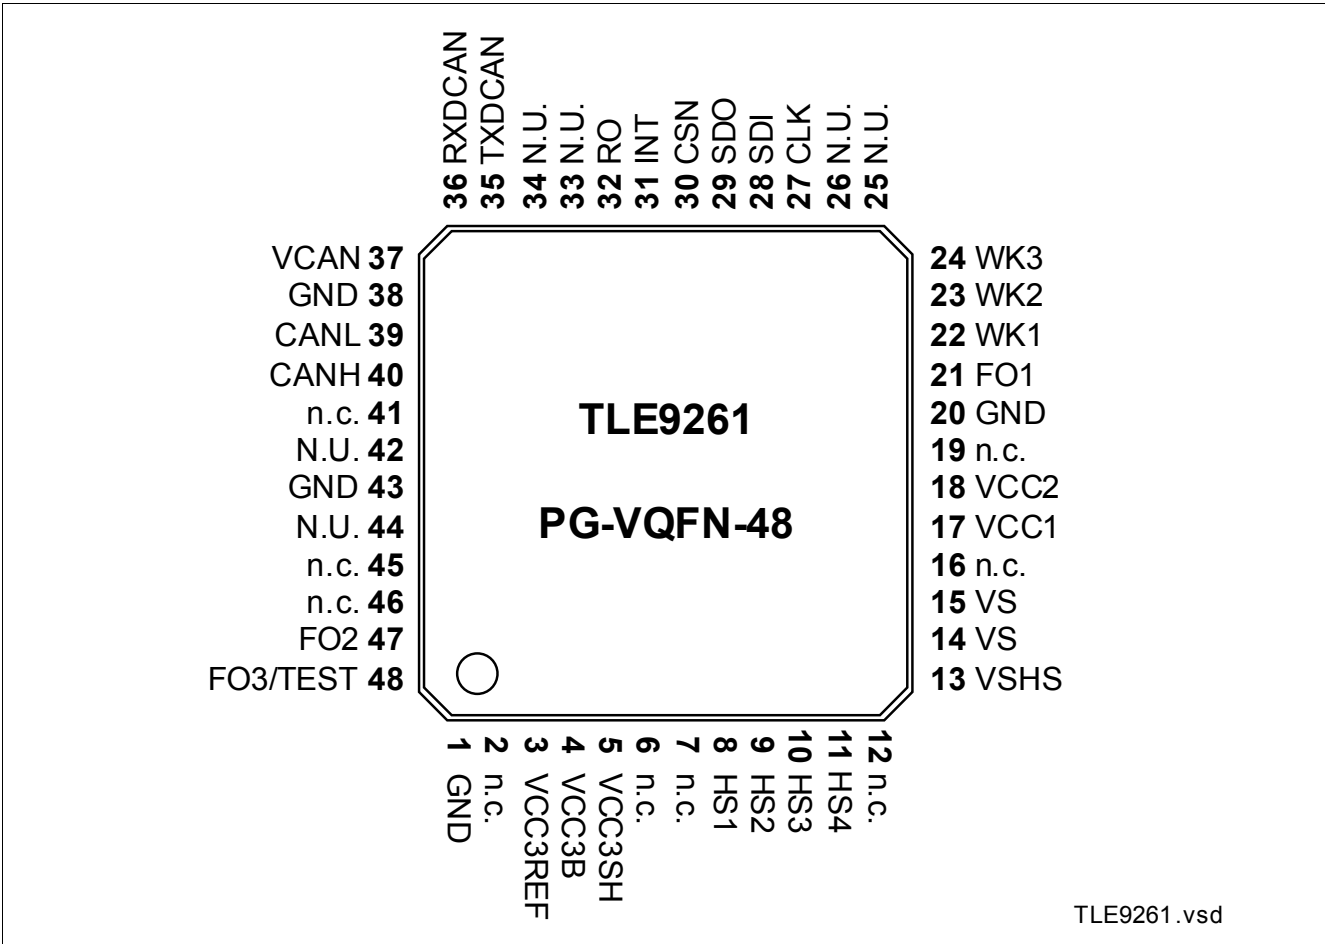 36 RXDCAN
35 TXDCAN
34 N.U.
33 N.U.
32 RO
31 INT
30 CSN
29 SDO
28 SDI
27 CLK
26 N.U.
25 N.U.
VCAN 37
GND 38
CANL 39
CANH 40
n.c. 41
N.U. 42
GND 43
N.U. 44
n.c. 45
n.c. 46
FO2 47
FO3/TEST 48
TLE9261
PG-VQFN-48
24 WK3
23 WK2
22 WK1
21 FO1
20 GND
19 n.c.
18 VCC2
17 VCC1
16 n.c.
15 VS
14 VS
13 VSHS
1 GND
2 n.c.
3 VCC3REF
4 VCC3B
5 VCC3SH
6 n.c.
7 n.c.
8 HS1
9 HS2
10 HS3
11 HS4
12 n.c.
TLE9261.vsd